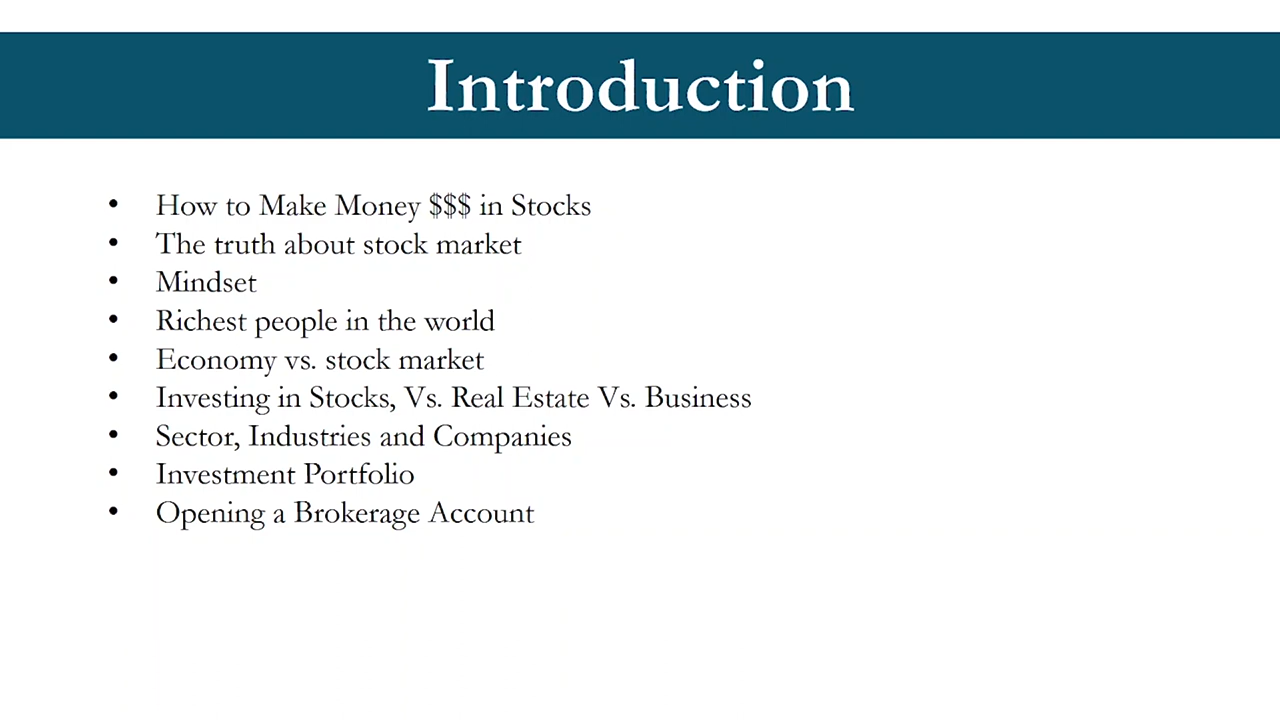 Introduction
• How to Make Money $$$ in Stocks
• The truth about stock market
• Mindset
• Richest people in the world
• Economy vs. stock market
• Investing in Stocks, Vs. Real Estate Vs. Business
• Sector, Industries and Companies
• Investment Portfolio
• Opening a Brokerage Account